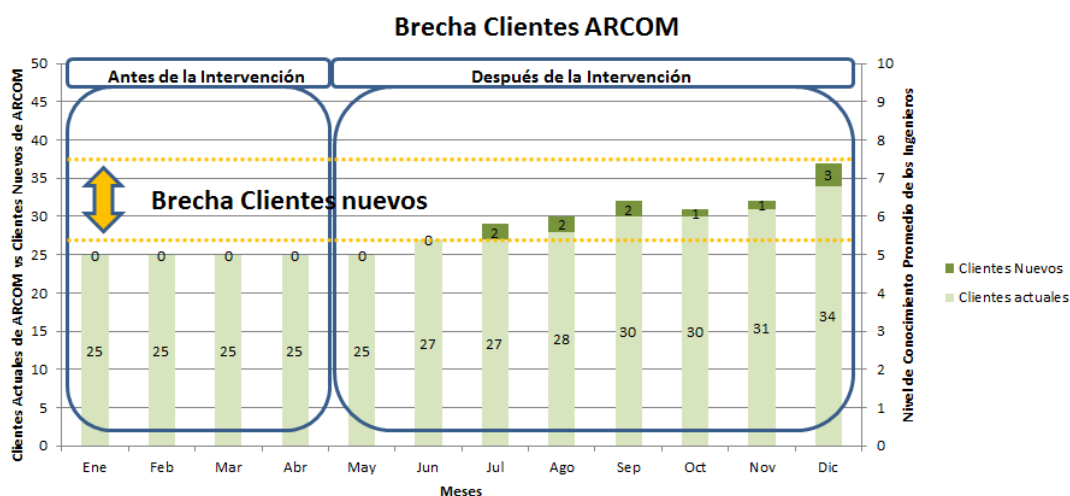 Brecha Clientes ARCOM
Antes de la Intervención
Después de la Intervención
Clientes Actuales de ARCOM vs Clientes Nuevos de ARCOM
50
45
40
35
30
25
20
15
10
5
0
Brecha Clientes nuevos
0 0 0 0 0 0 2 2 2 1 1 3
25 25 25 25 25 27 27 28 30 30 31 34
10
9
8
7
6
5
4
3
2
1
0
Nivel de Conocimiento Promedio de los Ingenieros
Clientes Nuevos
Clientes actuales
Ene Feb Mar Abr May Jun Jul Ago Sep Oct Nov Dic
Meses